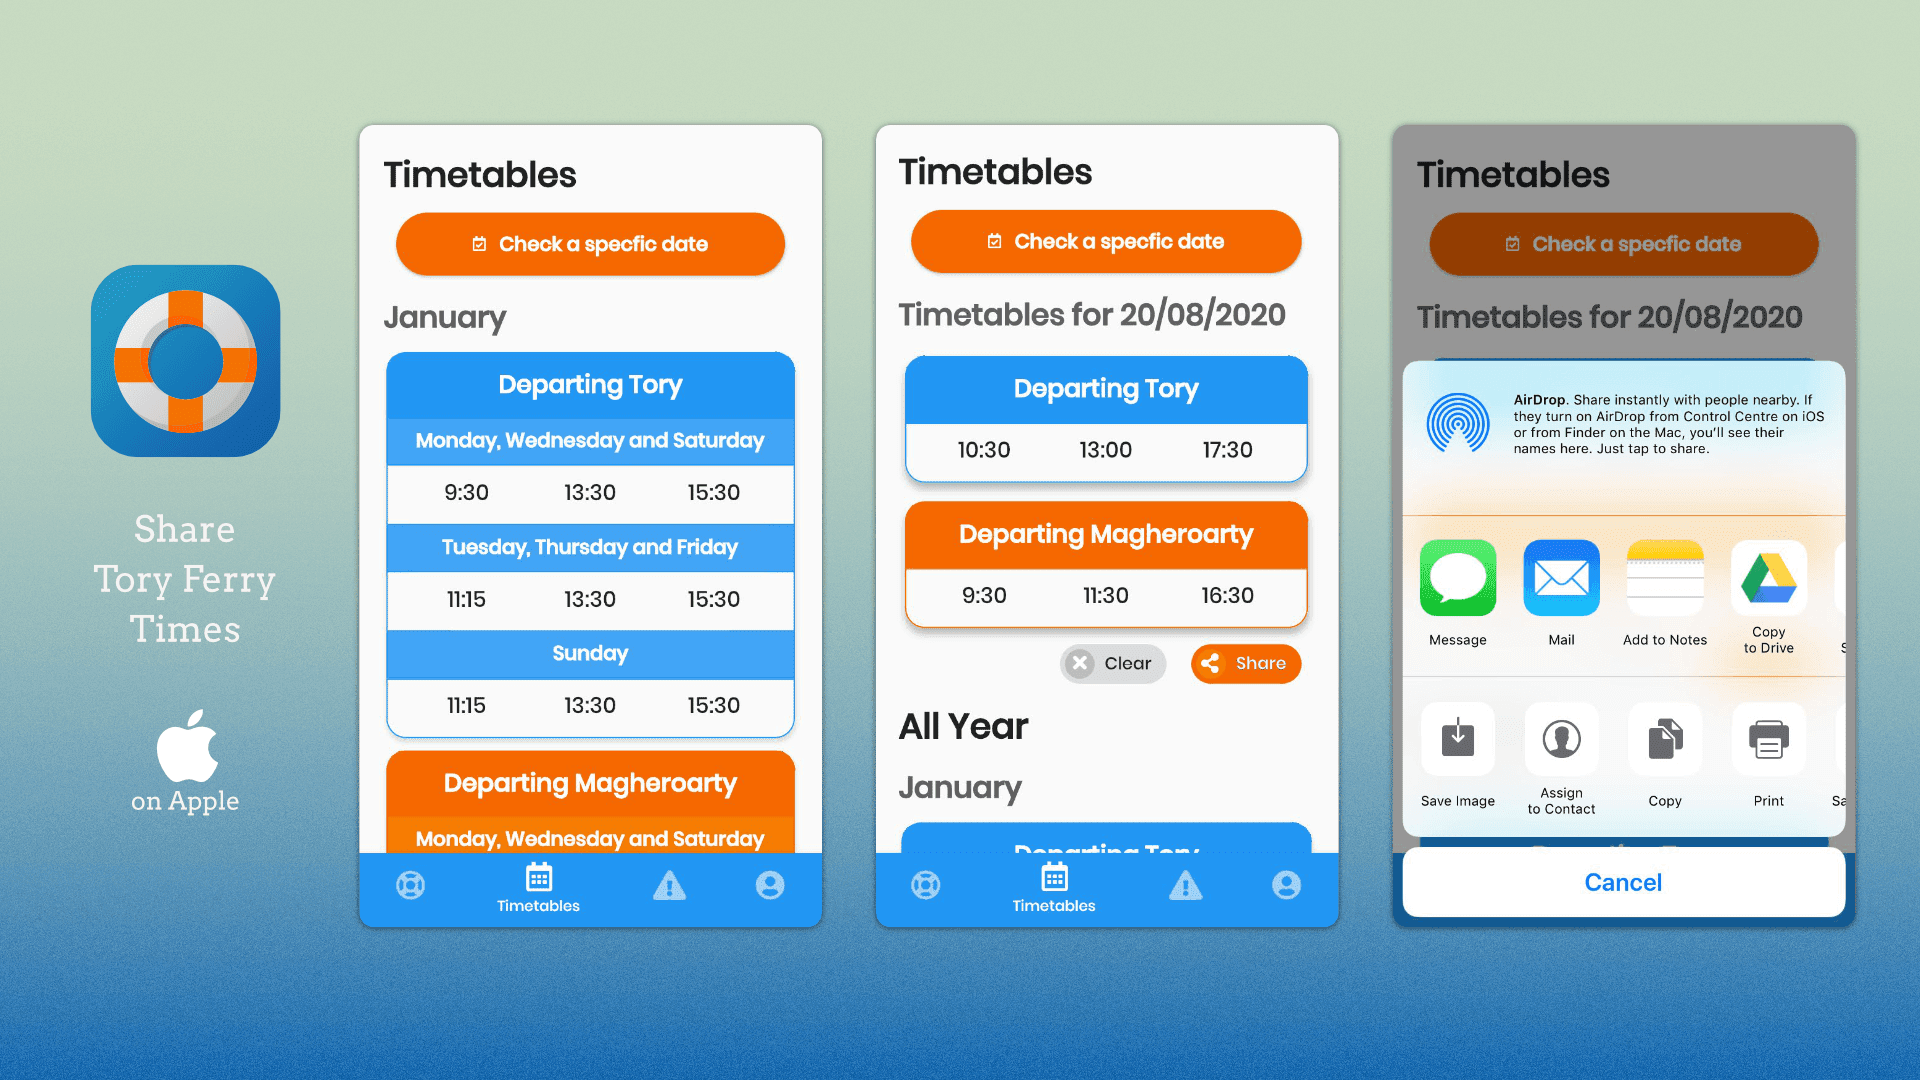 Share
Tory Ferry
Times
on Apple
Timetables
Check a specfic date
January
Departing Tory
Monday, Wednesday and Saturday
9:30 13:30 15:30
Tuesday, Thursday and Friday
11:15 13:30 15:30
Sunday
11:15 13:30 15:30
Departing Magheroarty
Monday, Wednesday and Saturday
Timetables
Timetables
Check a specfic date
Timetables for 20/08/2020
Departing Tory
10:30 13:00 17:30
Departing Magheroarty
9:30 11:30 16:30
Clear Share
All Year
January
Departing Tory
Timetables
Timetables
Check a specfic date
Timetables for 20/08/2020
AirDrop. Share instantly with people nearby. If
they turn on AirDrop from Control Centre on iOS
or from Finder on the Mac, you'll see their
names here. Just tap to share.
Message Mail Add to Notes Copy
to Drive
Save Image Assign
to Contact Copy Print
Cancel